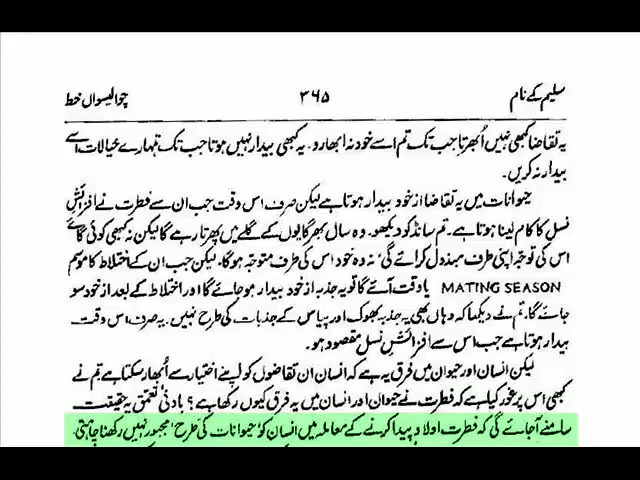 سلیم کے نام ۳۶۵ چوالیسواں خط
یہ تقاضا کبھی نہیں اُبھرتا جب تک تم اسے خود نہ ابھارو۔ یہ کبھی بیدار نہیں ہوتا جب تک تمہارے خیالات اسے
بیدار نہ کریں۔
حیوانات میں یہ تقاضا از خود بیدار ہوتا ہے لیکن صرف اس وقت جب ان سے فطرت نے افزائشِ
نسل کا کام لینا ہوتا ہے۔ تم سانڈ کو دیکھو۔ وہ سال بھر گایوں کے گلے میں پھرتا رہے گا لیکن نہ کبھی کوئی گائے
اس کی توجہ اپنی طرف مبذول کرائے گی نہ وہ خود اس کی طرف متوجہ ہوگا۔ لیکن جب ان کے اختلاط کا موسم
MATING SEASON یا وقت آئے گا تو یہ جذبہ از خود بیدار ہو جائے گا اور اختلاط کے بعد از خود سو
جائے گا۔ تم نے دیکھا کہ وہاں بھی یہ جذبہ بھوک اور پیاس کے جذبات کی طرح نہیں۔ یہ صرف اس وقت
بیدار ہوتا ہے جب اس سے افزائشِ نسل مقصود ہو۔
لیکن انسان اور حیوان میں فرق یہ ہے کہ انسان ان تقاضوں کو اپنے اختیار سے اُبھار سکتا ہے تم نے
کبھی اس پر غور کیا ہے کہ فطرت نے حیوان اور انسان میں یہ فرق کیوں رکھا ہے؟ بادنیٰ تعمق یہ حقیقت
سامنے آجائے گی کہ فطرت اولاد پیدا کرنے کے معاملہ میں انسان کو حیوانات کی طرح "مجبور نہیں رکھنا چاہتی